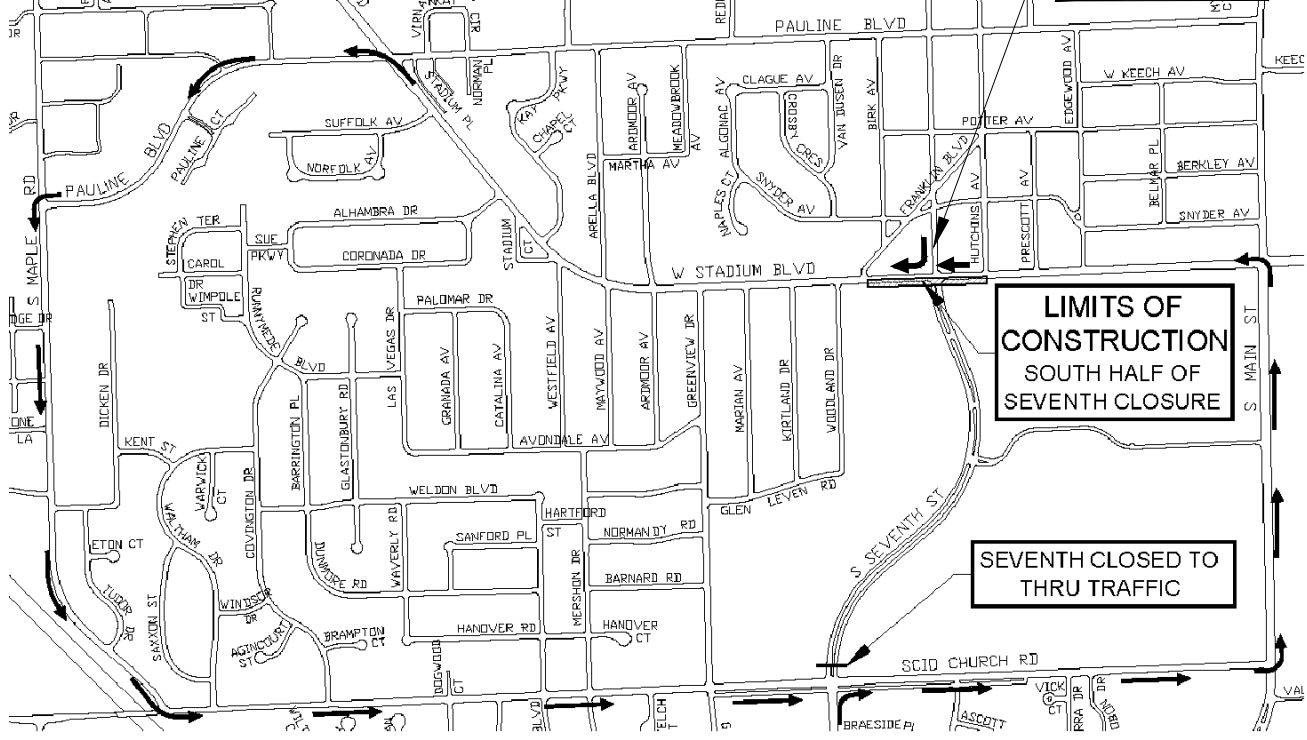 PAULINE BLVD
W KEECH AV
EDGEWOOD AV
POTTER AV
BERKLEY AV
BELMAR PL
SNYDER AV
CLAGUE AV
CROSBY
CRES
VAN DUSEN DR
BIRK AV
FRANKLIN BLVD
HUTCHINS
AV
PRESCOTT
AV
ALGONAC AV
NAPLES CT
SNYDER AV
ARDMOOR AV
MEADOWBROOK
AV
MARTHA AV
ARELLA BLVD
KAY
PKWY
CHAPEL
CT
NORMAN
PL
CIR
STADIUM PL
SUFFOLK AV
NORFOLK
AV
PAULINE CT
PAULINE
BLVD
RD
S MAPLE
STEPHEN TER
SUE
PKWY
CAROL
DR
WIMPOLE
ST
ALHAMBRA DR
CORONADA DR
STADIUM
CT
W STADIUM BLVD
PALOMAR DR
RUNNYMEDE
BLVD
LAS
VEGAS DR
GRANADA AV
CATALINA AV
WESTFIELD AV
MAYWOOD AV
ARDMOOR AV
GREENVIEW DR
MARIAN AV
KIRTLAND DR
WOODLAND DR
LIMITS OF
CONSTRUCTION
SOUTH HALF OF
SEVENTH CLOSURE
S MAIN ST
DICKEN DR
KENT ST
LA
BARRINGTON PL
GLASTONBURY RD
AVONDALE AV
WARWICK
CT
COVINGTON DR
WALTHAM DR
WELDON BLVD
HARTFORD
ST
GLEN LEVEN RD
NORMANDY RD
SANFORD PL
BARNARD RD
WAVERLY RD
DUNMORE RD
MERSHON DR
ETON CT
TUDOR DR
SAXXON ST
WINDSOR
DR
AGINCOURT
ST
BRAMPTON
CT
HANOVER RD
HANOVER
CT
DOGWOOD
CT
S SEVENTH ST
SEVENTH CLOSED TO
THRU TRAFFIC
SCIO CHURCH RD
VICK
CT
BRAESIDE PL
ASCOTT
BLVD